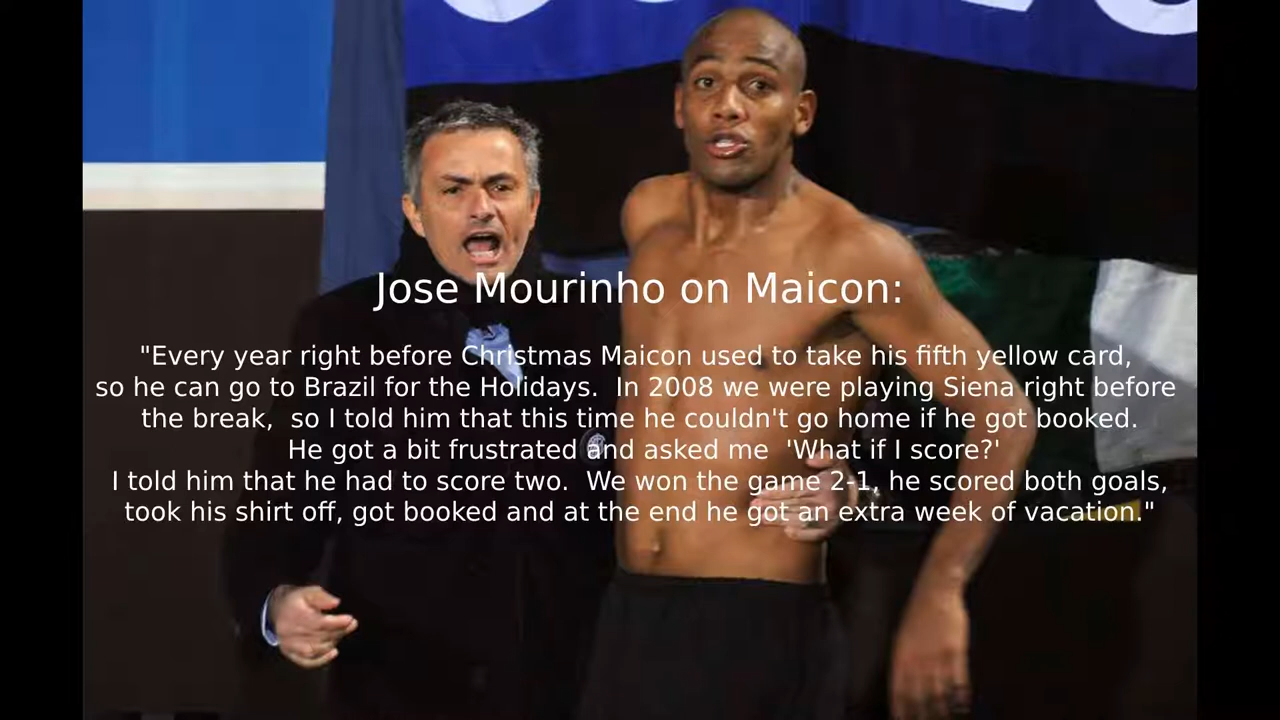 Jose Mourinho on Maicon:
"Every year right before Christmas Maicon used to take his fifth yellow card,
so he can go to Brazil for the Holidays. In 2008 we were playing Siena right before
the break, so I told him that this time he couldn't go home if he got booked.
He got a bit frustrated and asked me 'What if I score?'
I told him that he had to score two. We won the game 2-1, he scored both goals,
took his shirt off, got booked and at the end he got an extra week of vacation."